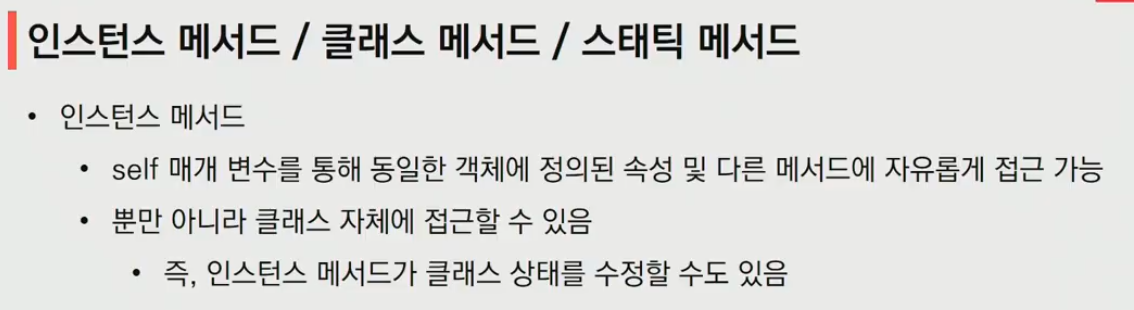 인스턴스 메서드 / 클래스 메서드 / 스태틱 메서드
• 인스턴스 메서드
• self 매개 변수를 통해 동일한 객체에 정의된 속성 및 다른 메서드에 자유롭게 접근 가능
• 뿐만 아니라 클래스 자체에 접근할 수 있음
• 즉, 인스턴스 메서드가 클래스 상태를 수정할 수도 있음